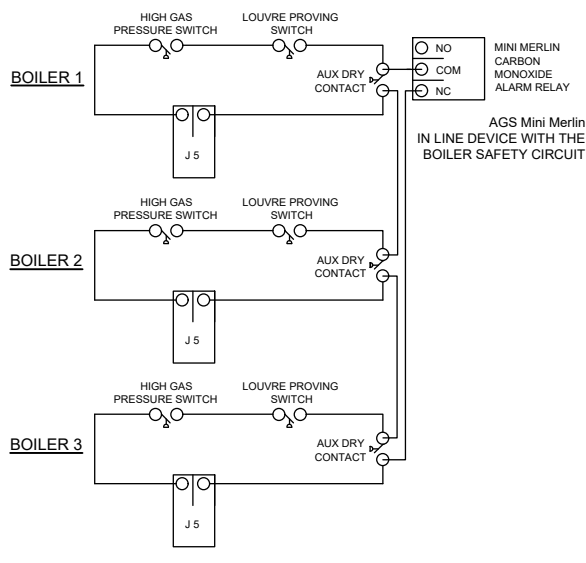 HIGH GAS
PRESSURE SWITCH
LOUVRE PROVING
SWITCH
BOILER 1
AUX DRY
CONTACT
J 5
NO
COM
NC
MINI MERLIN
CARBON
MONOXIDE
ALARM RELAY
AGS Mini Merlin
IN LINE DEVICE WITH THE
BOILER SAFETY CIRCUIT
HIGH GAS
PRESSURE SWITCH
LOUVRE PROVING
SWITCH
BOILER 2
AUX DRY
CONTACT
J 5
HIGH GAS
PRESSURE SWITCH
LOUVRE PROVING
SWITCH
BOILER 3
AUX DRY
CONTACT
J 5